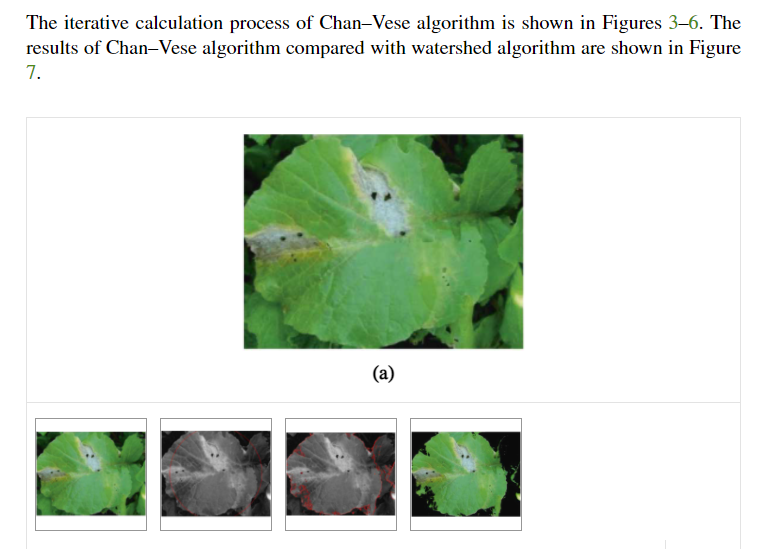 The iterative calculation process of Chan–Vese algorithm is shown in Figures 3–6. The
results of Chan–Vese algorithm compared with watershed algorithm are shown in Figure
7.
(a)